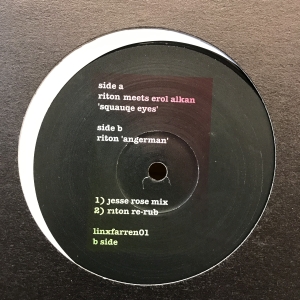 side a
riton meets erol alkan
'squauqe eyes'
side b
riton 'angerman'
1) jesse rose mix
2) riton re-rub
linxfarren01
b side